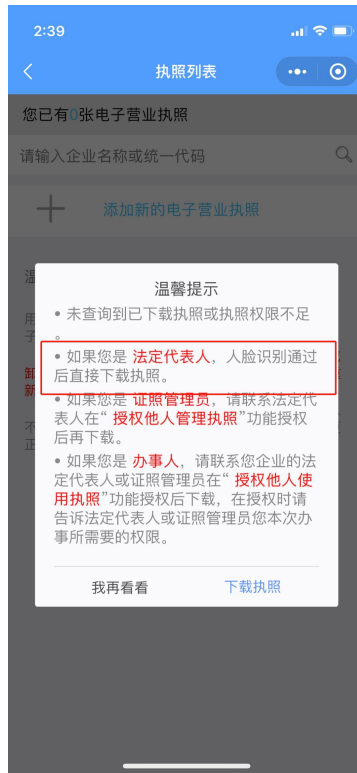 2:39
执照列表
您已有0张电子营业执照
请输入企业名称或统一代码
添加新的电子营业执照
温
温馨提示
用
• 未查询到已下载执照或执照权限不足
子
。
• 如果您是 法定代表人，人脸识别通过
卸
后直接下载执照。
新
• 如果您是 证照管理员，请联系法定代
表人在“ 授权他人管理执照”功能授权
不
后再下载。
正
• 如果您是 办事人，请联系您企业的法
定代表人或证照管理员在“ 授权他人使
用执照”功能授权后下载，在授权时请
告诉法定代表人或证照管理员您本次办
事所需要的权限。
我再看看
下载执照